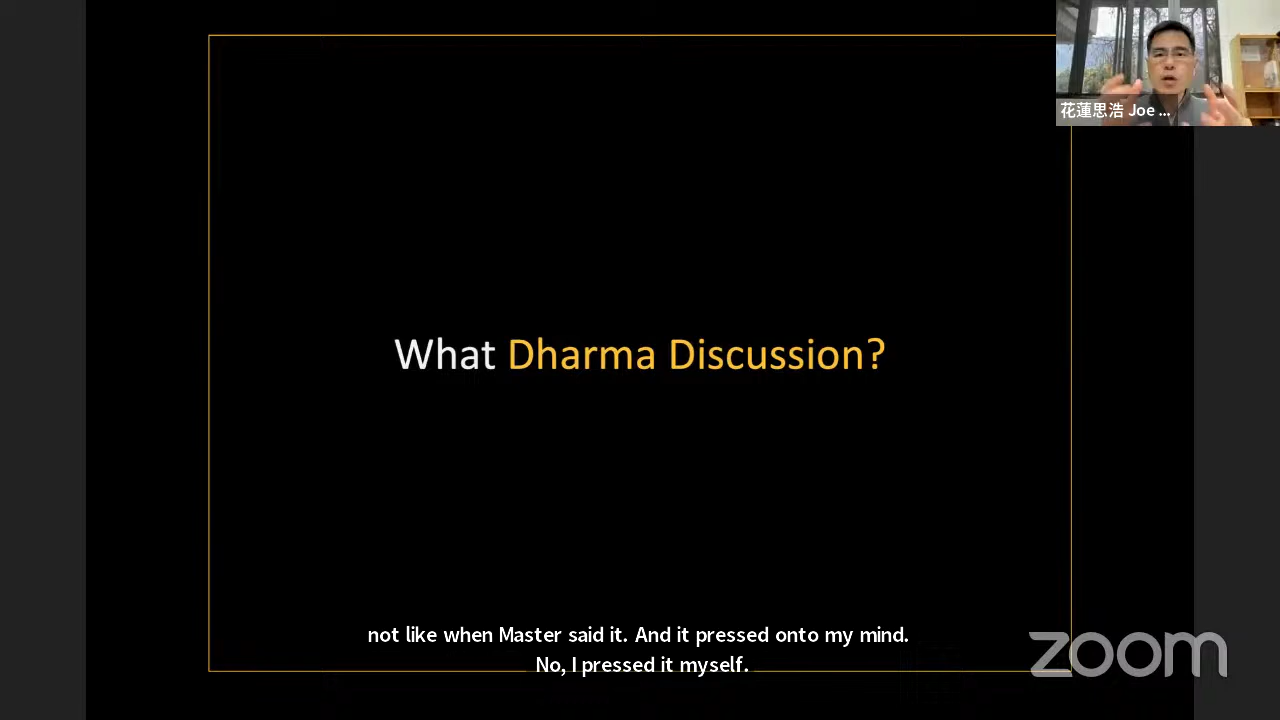 花蓮思浩 Joe ...
What Dharma Discussion?
not like when Master said it. And it pressed onto my mind.
No, I pressed it myself.
zoom